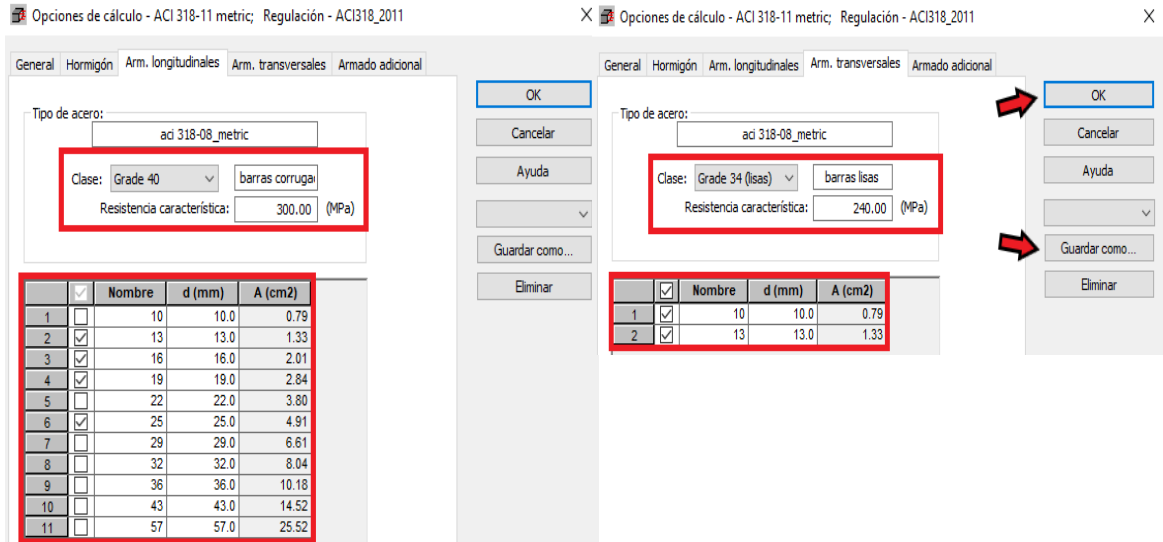 Opciones de cálculo - ACI 318-11 metric; Regulación - ACI318_2011
General Hormigón Arm. longitudinales Arm. transversales Armado adicional
Tipo de acero:
aci 318-08_metric
Clase: Grade 40 barras corruga
Resistencia característica: 300.00 (MPa)
OK
Cancelar
Ayuda
Guardar como...
Eliminar
Nombre d (mm) A (cm2)
1 10 10.0 0.79
2 13 13.0 1.33
3 16 16.0 2.01
4 19 19.0 2.84
5 22 22.0 3.80
6 25 25.0 4.91
7 29 29.0 6.61
8 32 32.0 8.04
9 36 36.0 10.18
10 43 43.0 14.52
11 57 57.0 25.52
Opciones de cálculo - ACI 318-11 metric; Regulación - ACI318_2011
General Hormigón Arm. longitudinales Arm. transversales Armado adicional
Tipo de acero:
aci 318-08_metric
Clase: Grade 34 (lisas) barras lisas
Resistencia característica: 240.00 (MPa)
OK
Cancelar
Ayuda
Guardar como...
Eliminar
Nombre d (mm) A (cm2)
1 10 10.0 0.79
2 13 13.0 1.33